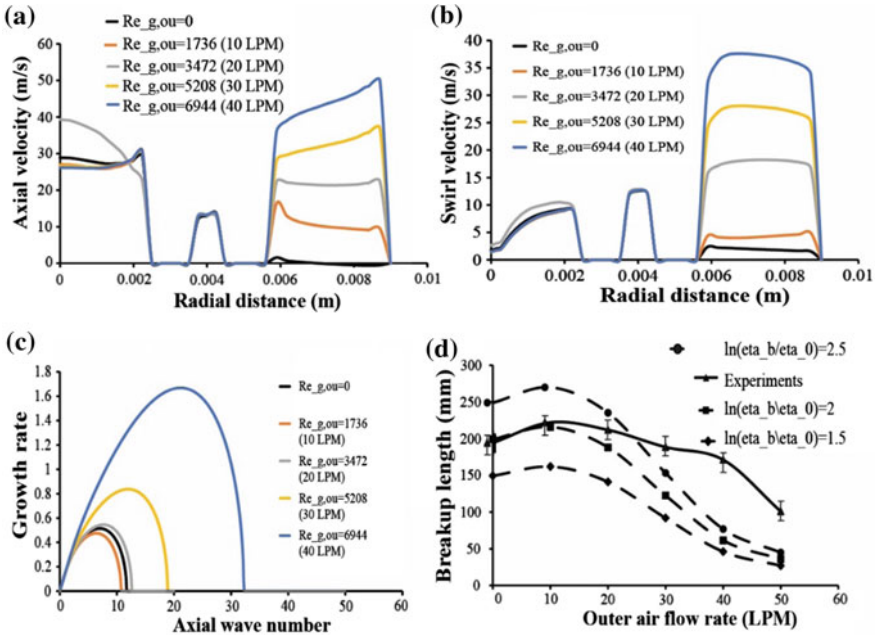 (a)
Re_g,ou=0
Re_g,ou=1736 (10 LPM)
Re_g,ou=3472 (20 LPM)
Re_g,ou=5208 (30 LPM)
Re_g,ou=6944 (40 LPM)
Axial velocity (m/s)
60
50
40
30
20
10
0
0
0.002
0.004
0.006
0.008
0.01
Radial distance (m)
(b)
Re_g,ou=0
Re_g,ou=1736 (10 LPM)
Re_g,ou=3472 (20 LPM)
Re_g,ou=5208 (30 LPM)
Re_g,ou=6944 (40 LPM)
Swirl velocity (m/s)
40
35
30
25
20
15
10
5
0
0
0.002
0.004
0.006
0.008
0.01
Radial distance (m)
(c)
Re_g,ou=0
Re_g,ou=1736
(10 LPM)
Re_g,ou=3472
(20 LPM)
Re_g,ou=5208
(30 LPM)
Re_g,ou=6944
(40 LPM)
Growth rate
1.8
1.6
1.4
1.2
1
0.8
0.6
0.4
0.2
0
0
10
20
30
40
50
60
Axial wave number
(d)
ln(eta_b/eta_0)=2.5
Experiments
ln(eta_b\eta_0)=2
ln(eta_b\eta_0)=1.5
Breakup length (mm)
300
250
200
150
100
50
0
0
10
20
30
40
50
60
Outer air flow rate (LPM)